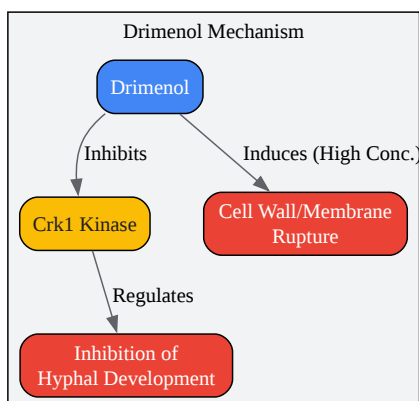 Drimenol Mechanism
Drimenol
Inhibits
Induces (High Conc.)
Crk1 Kinase
Cell Wall/Membrane
Rupture
Regulates
Inhibition of
Hyphal Development